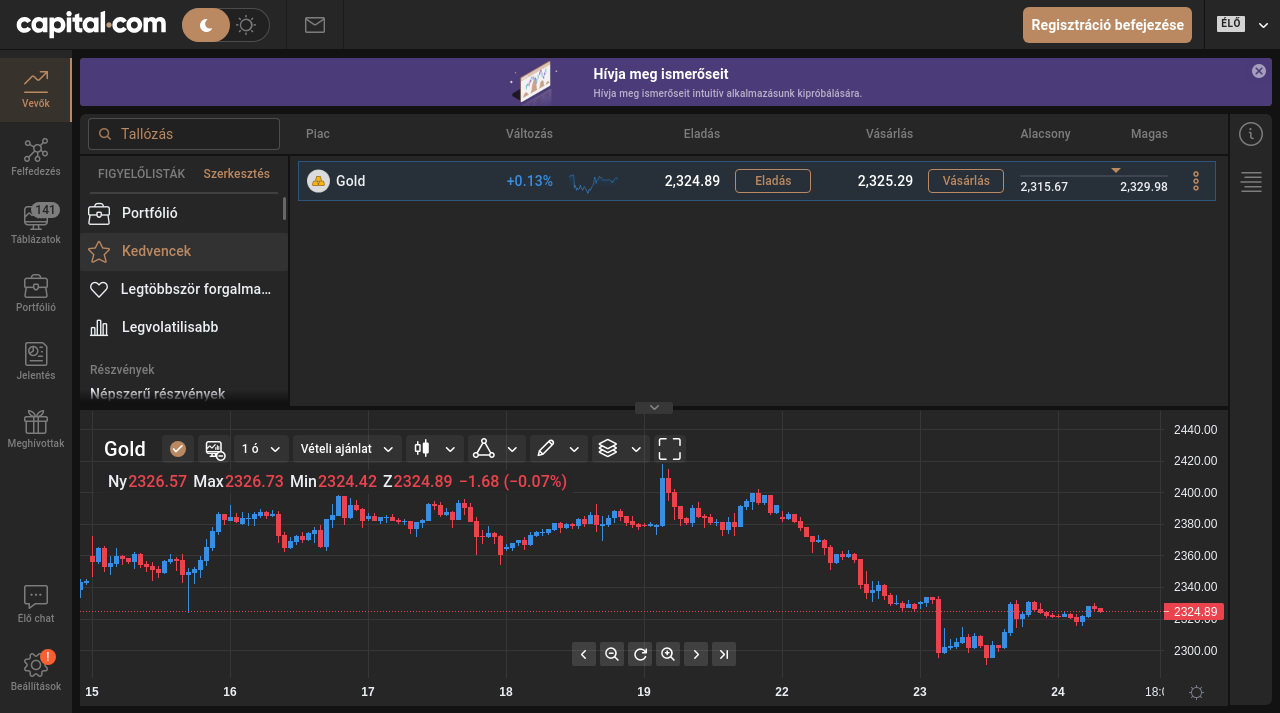 capital.com
Regisztráció befejezése
ÉLŐ
Vevők
Felfedezés
141
Táblázatok
Portfólió
Jelentés
Meghívottak
Élő chat
!
Beállítások
Hívja meg ismerőseit
Hívja meg ismerőseit intuitív alkalmazásunk kipróbálására.
Tallózás
FIGYELŐLISTÁK Szerkesztés
Portfólió
Kedvencek
Legtöbbször forgalma...
Legvolatilisabb
Részvények
Népszerű részvények
Piac Változás Eladás Vásárlás Alacsony Magas
Gold +0.13% 2,324.89 Eladás 2,325.29 Vásárlás 2,315.67 2,329.98
Gold 1 ó Vételi ajánlat
Ny2326.57 Max2326.73 Min2324.42 Z2324.89 −1.68 (−0.07%)
2440.00
2420.00
2400.00
2380.00
2360.00
2340.00
2324.89
2320.00
2300.00
15 16 17 18 19 22 23 24 18:0